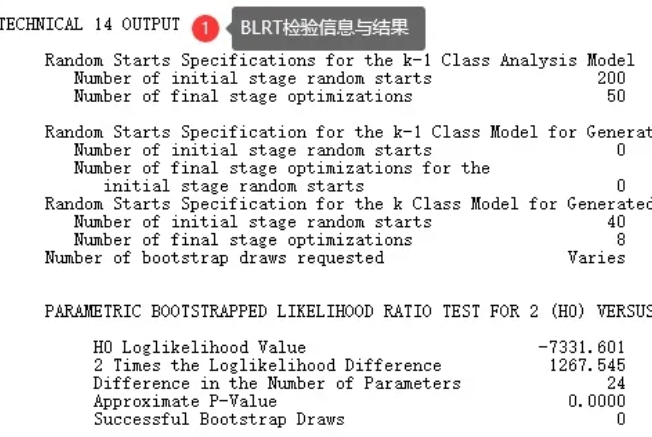 TECHNICAL 14 OUTPUT 1 BLRT检验信息与结果
Random Starts Specifications for the k-1 Class Analysis Model
Number of initial stage random starts 200
Number of final stage optimizations 50
Random Starts Specification for the k-1 Class Model for Generat
Number of initial stage random starts 0
Number of final stage optimizations for the
initial stage random starts 0
Random Starts Specification for the k Class Model for Generated
Number of initial stage random starts 40
Number of final stage optimizations 8
Number of bootstrap draws requested Varies
PARAMETRIC BOOTSTRAPPED LIKELIHOOD RATIO TEST FOR 2 (H0) VERSUS
H0 Loglikelihood Value -7331.601
2 Times the Loglikelihood Difference 1267.545
Difference in the Number of Parameters 24
Approximate P-Value 0.0000
Successful Bootstrap Draws 0